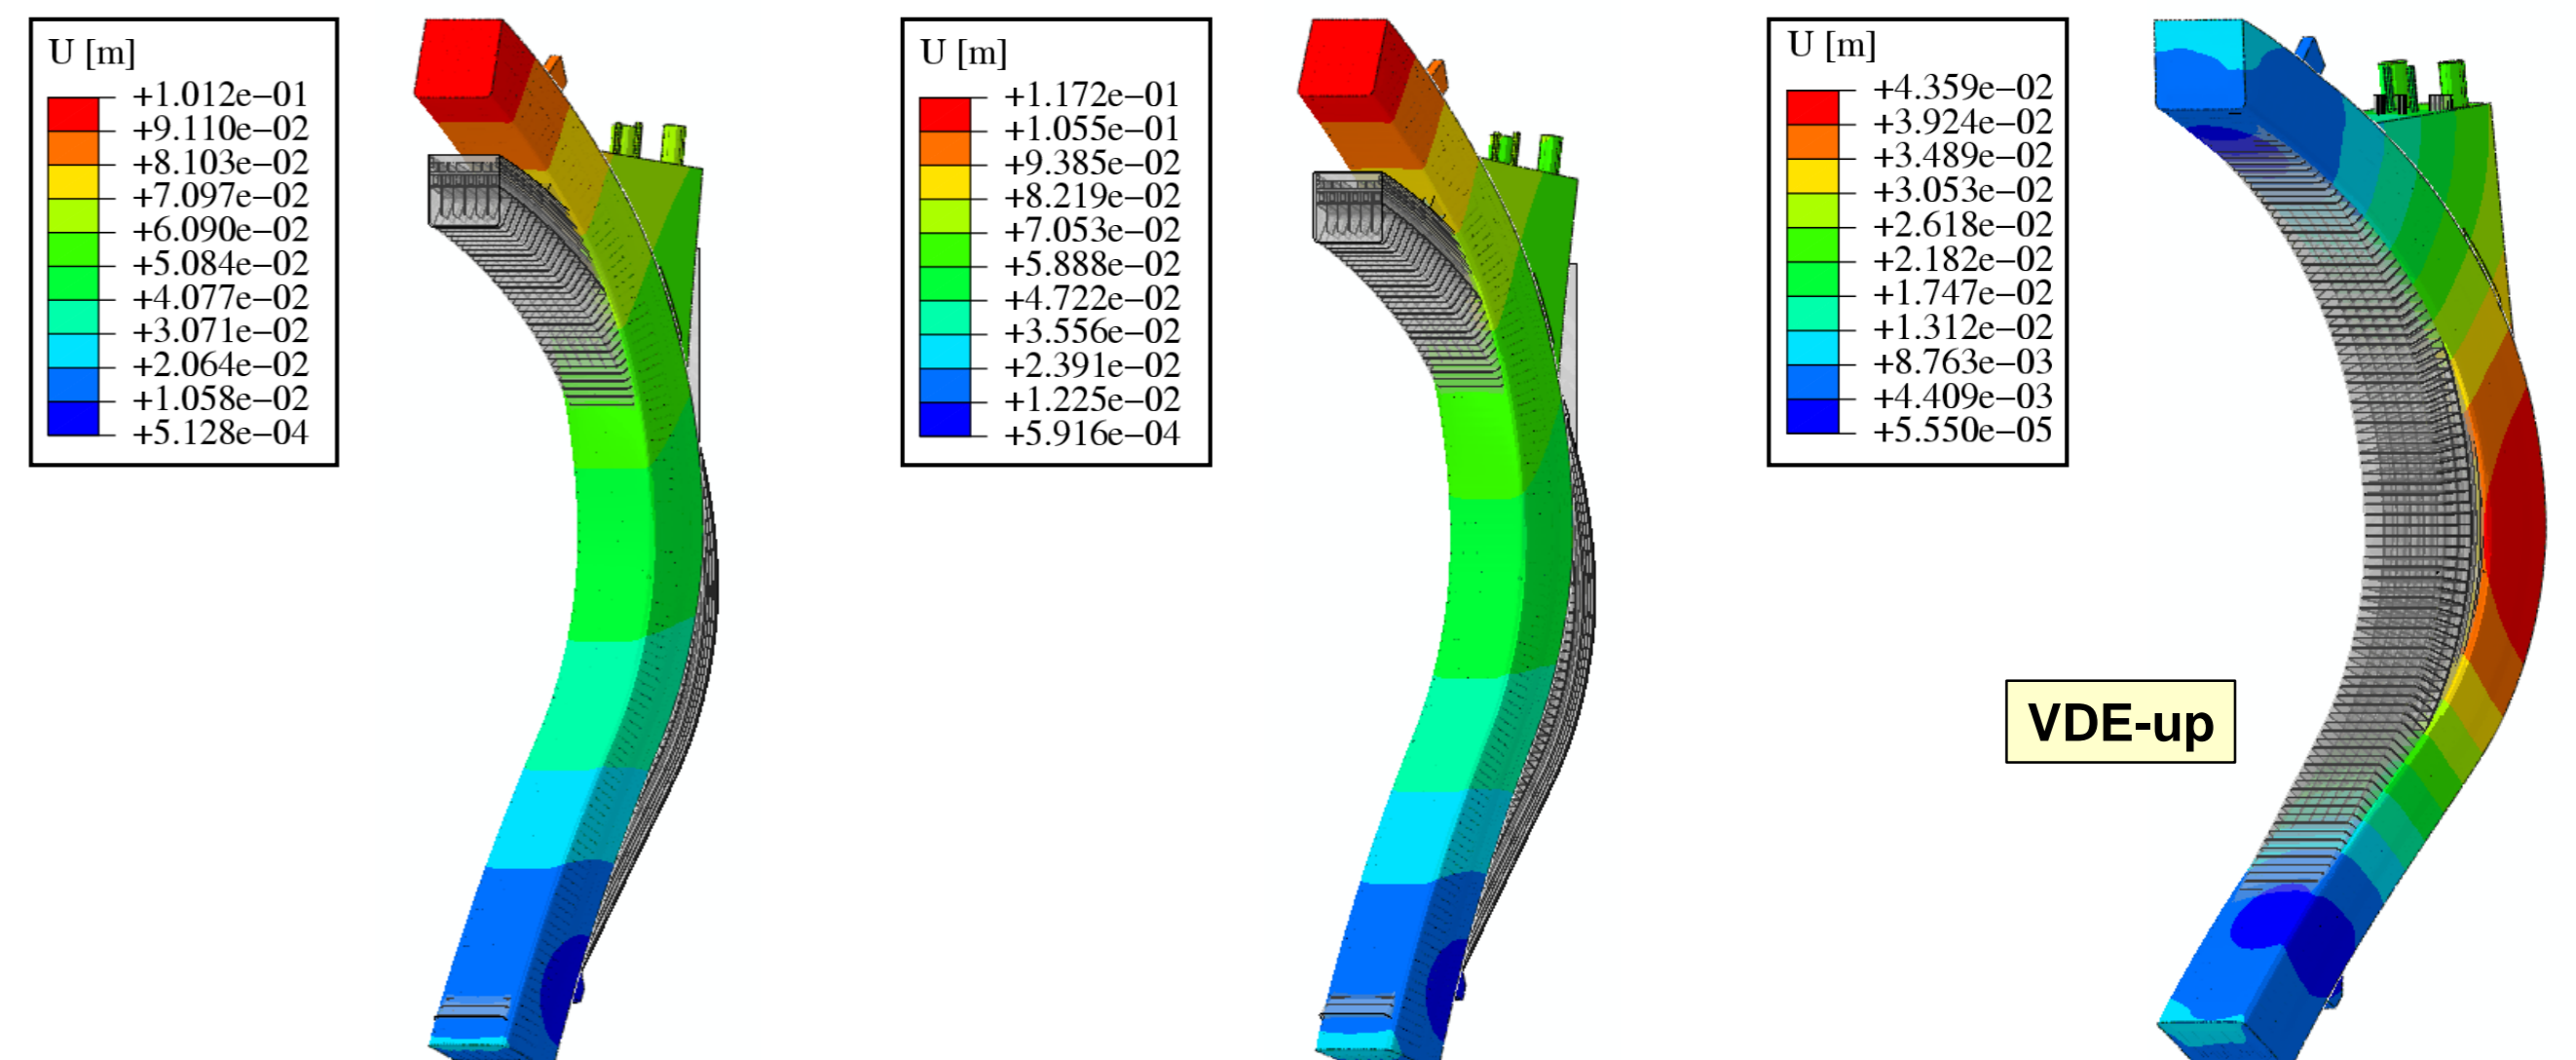 U [m]
+1.012e−01
+9.110e−02
+8.103e−02
+7.097e−02
+6.090e−02
+5.084e−02
+4.077e−02
+3.071e−02
+2.064e−02
+1.058e−02
+5.128e−04
U [m]
+1.172e−01
+1.055e−01
+9.385e−02
+8.219e−02
+7.053e−02
+5.888e−02
+4.722e−02
+3.556e−02
+2.391e−02
+1.225e−02
+5.916e−04
U [m]
+4.359e−02
+3.924e−02
+3.489e−02
+3.053e−02
+2.618e−02
+2.182e−02
+1.747e−02
+1.312e−02
+8.763e−03
+4.409e−03
+5.550e−05
VDE-up